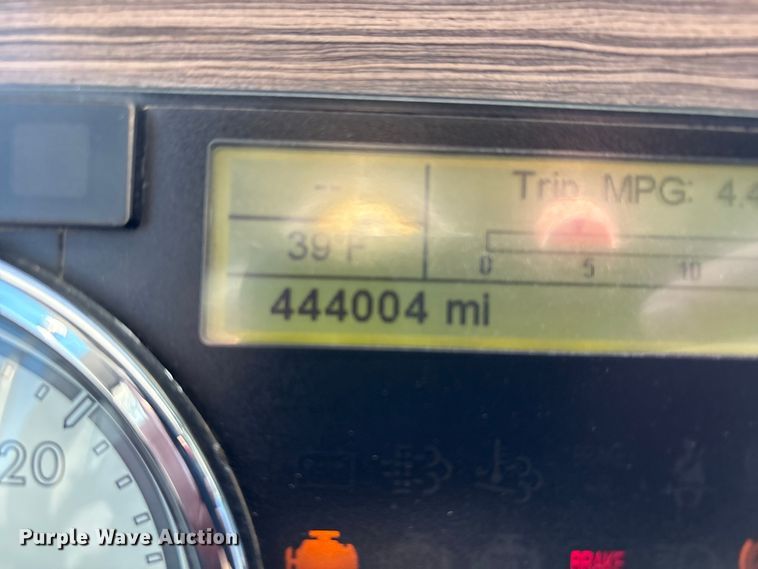 --
Trip MPG: 4.4
39°F
0 5 10
444004 mi
20
BRAKE
Purple Wave Auction